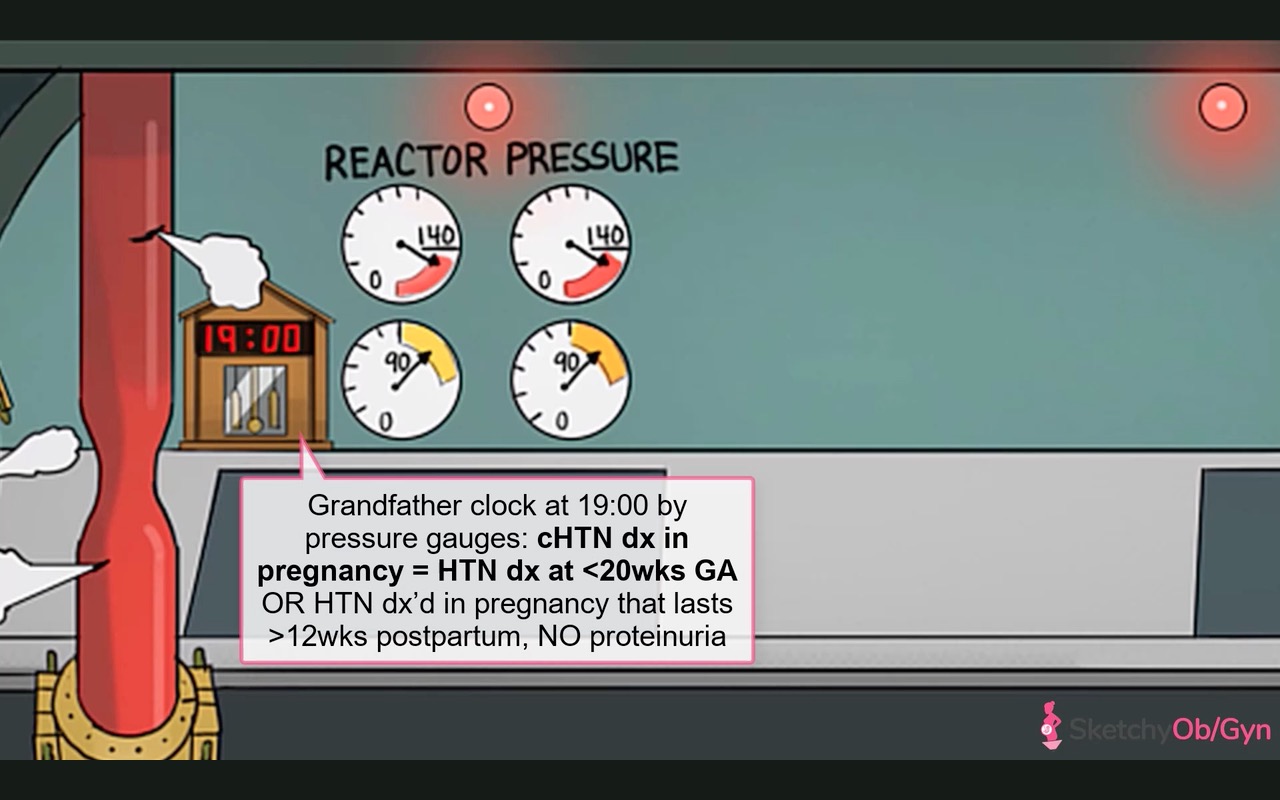 REACTOR PRESSURE
140
140
0
0
19:00
90
90
0
0
Grandfather clock at 19:00 by
pressure gauges: cHTN dx in
pregnancy = HTN dx at <20wks GA
OR HTN dx’d in pregnancy that lasts
>12wks postpartum, NO proteinuria
SketchyOb/Gyn